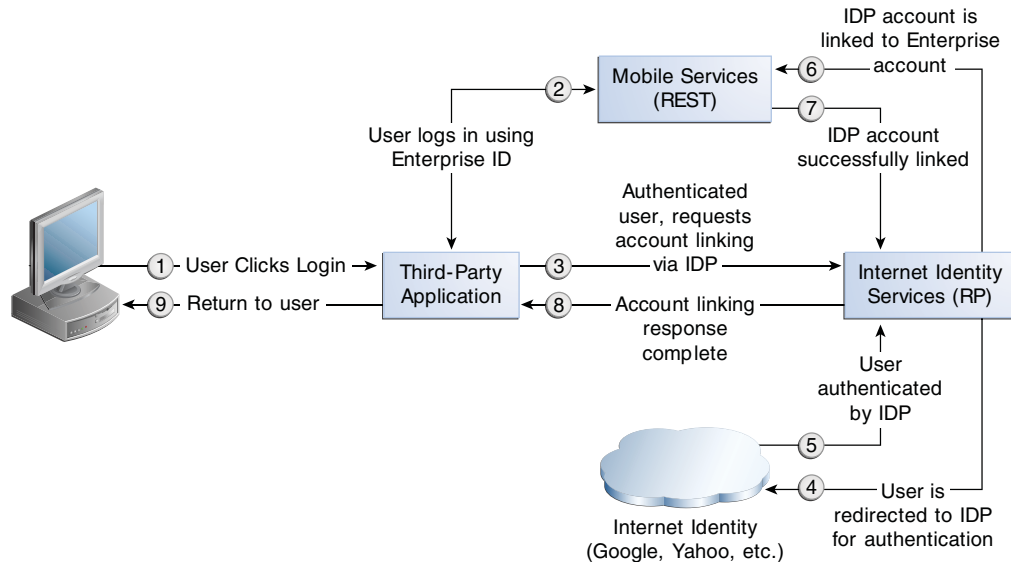 IDP account is
linked to Enterprise
account
6
2
Mobile Services
(REST)
7
User logs in using
Enterprise ID
IDP account
successfully linked
Authenticated
user, requests
account linking
via IDP
1
User Clicks Login
Third-Party
Application
3
Internet Identity
Services (RP)
9
Return to user
8
Account linking
response
complete
User
authenticated
by IDP
5
4
User is
redirected to IDP
for authentication
Internet Identity
(Google, Yahoo, etc.)